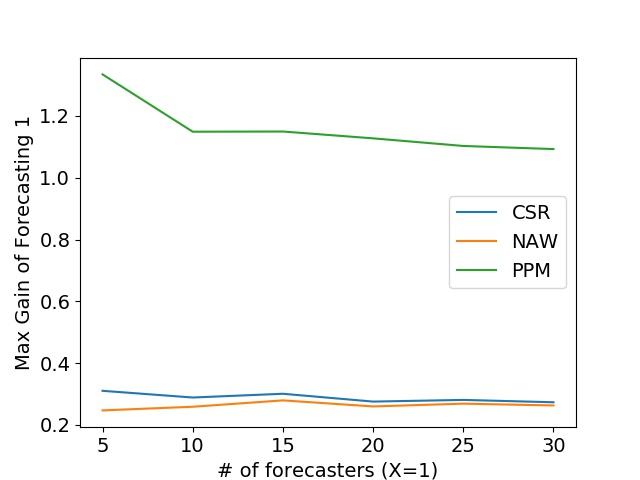 Max Gain of Forecasting 1
1.2
1.0
0.8
0.6
0.4
0.2
CSR
NAW
PPM
5 10 15 20 25 30
# of forecasters (X=1)